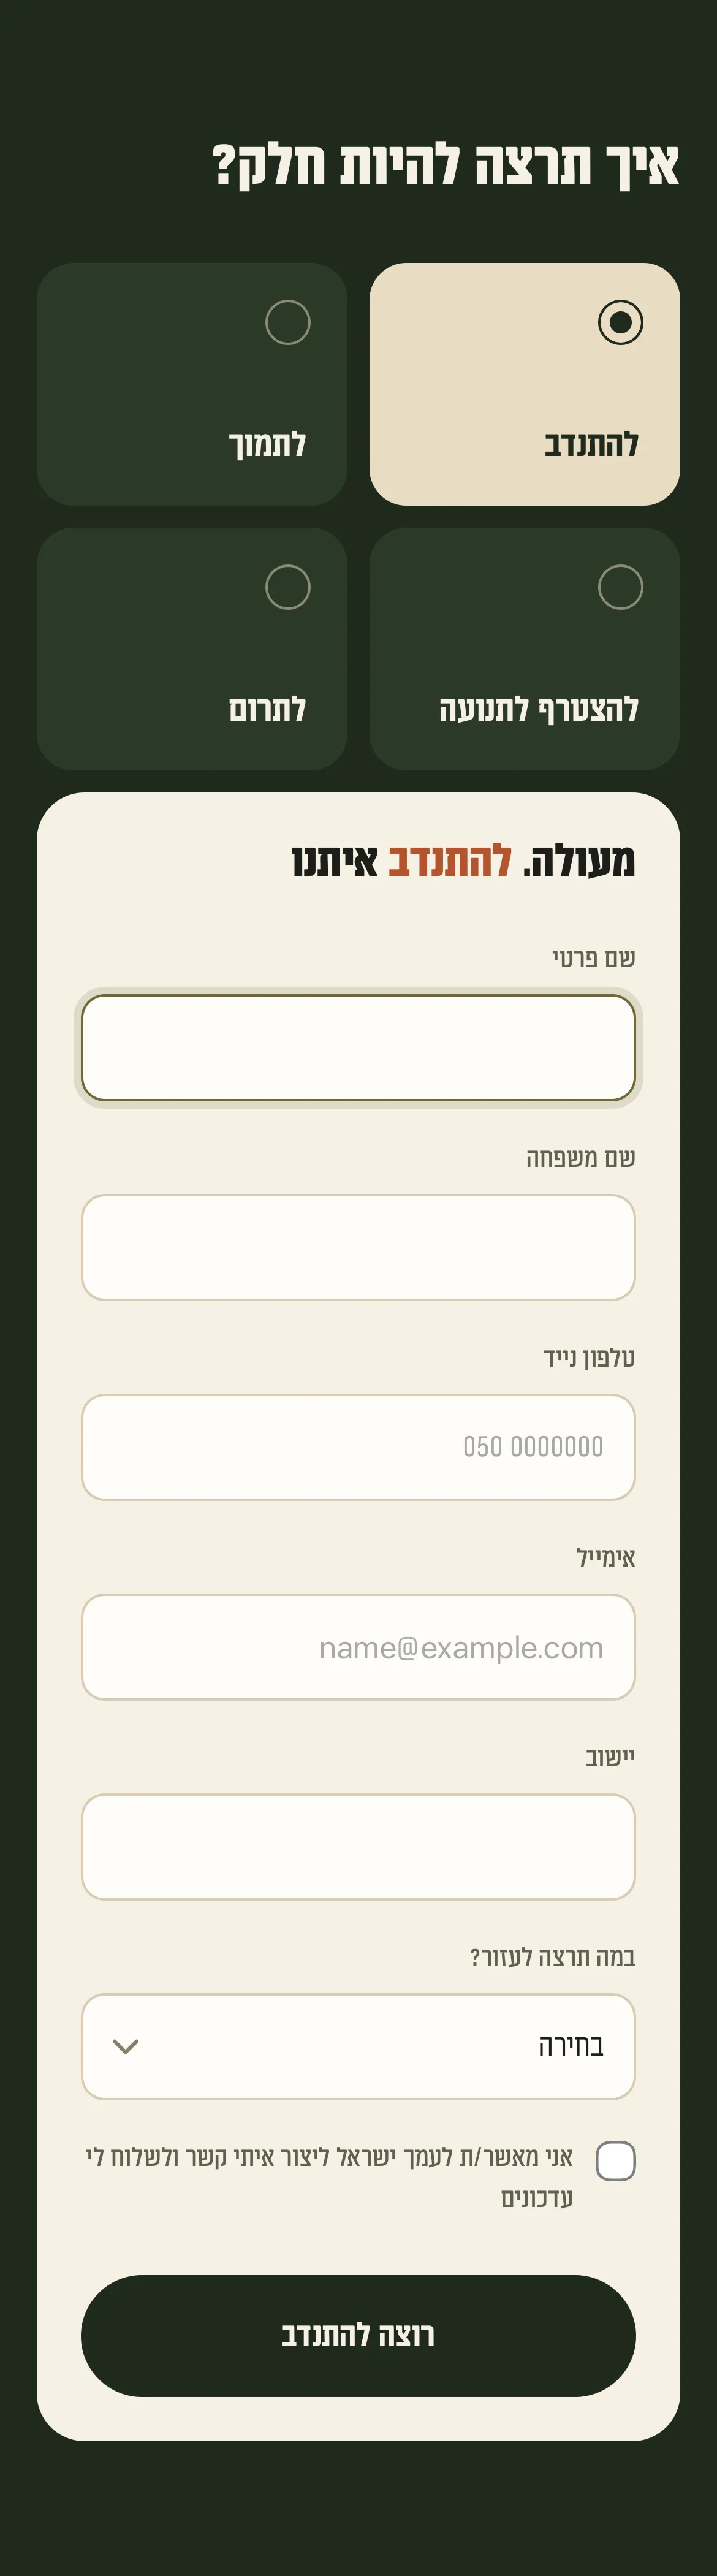 איך תרצה להיות חלק?
להתנדב
לתמוך
להצטרף לתנועה
לתרום
מעולה. להתנדב איתנו
שם פרטי
שם משפחה
טלפון נייד
050 0000000
אימייל
name@example.com
יישוב
במה תרצה לעזור?
בחירה
אני מאשר/ת לעמך ישראל ליצור איתי קשר ולשלוח לי
עדכונים
רוצה להתנדב